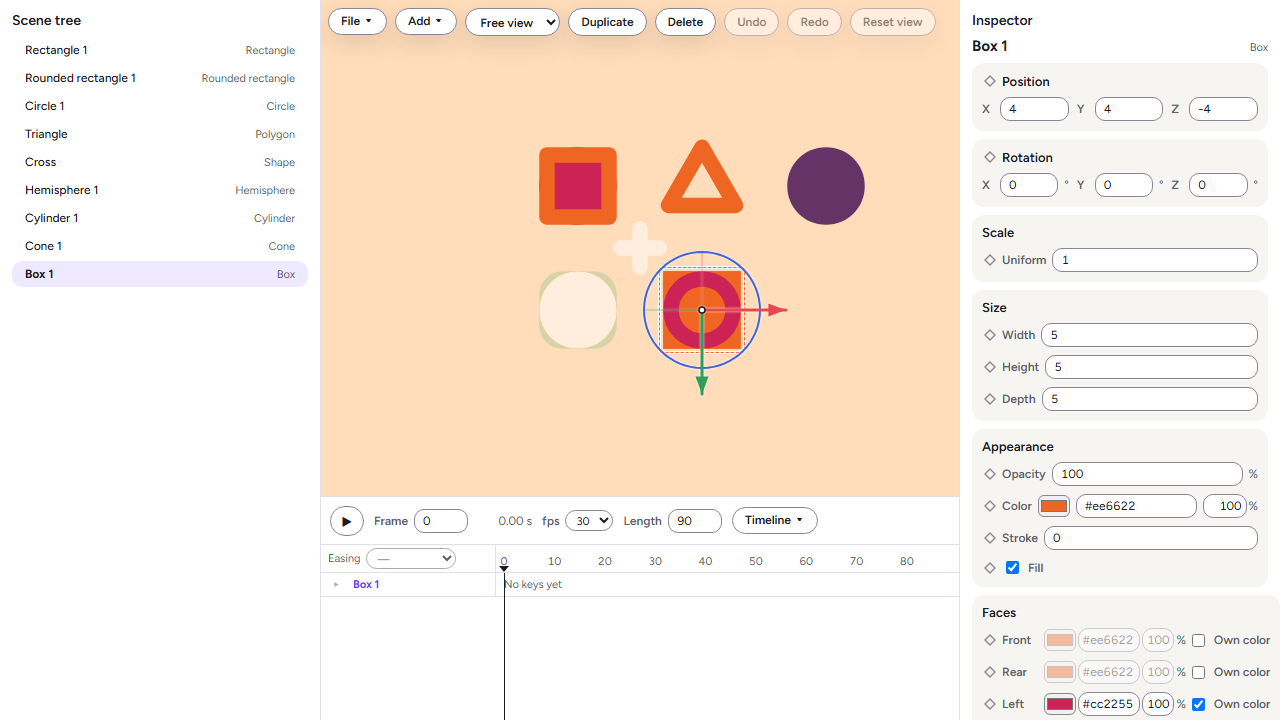 Scene tree
Rectangle 1 Rectangle
Rounded rectangle 1 Rounded rectangle
Circle 1 Circle
Triangle Polygon
Cross Shape
Hemisphere 1 Hemisphere
Cylinder 1 Cylinder
Cone 1 Cone
Box 1 Box
File Add Free view Duplicate Delete Undo Redo Reset view
Frame 0 0.00 s fps 30 Length 90 Timeline
Easing — 0 10 20 30 40 50 60 70 80
Box 1 No keys yet
Inspector
Box 1 Box
Position
X 4 Y 4 Z -4
Rotation
X 0 ° Y 0 ° Z 0 °
Scale
Uniform 1
Size
Width 5
Height 5
Depth 5
Appearance
Opacity 100 %
Color #ee6622 100 %
Stroke 0
Fill
Faces
Front #ee6622 100 % Own color
Rear #ee6622 100 % Own color
Left #cc2255 100 % Own color